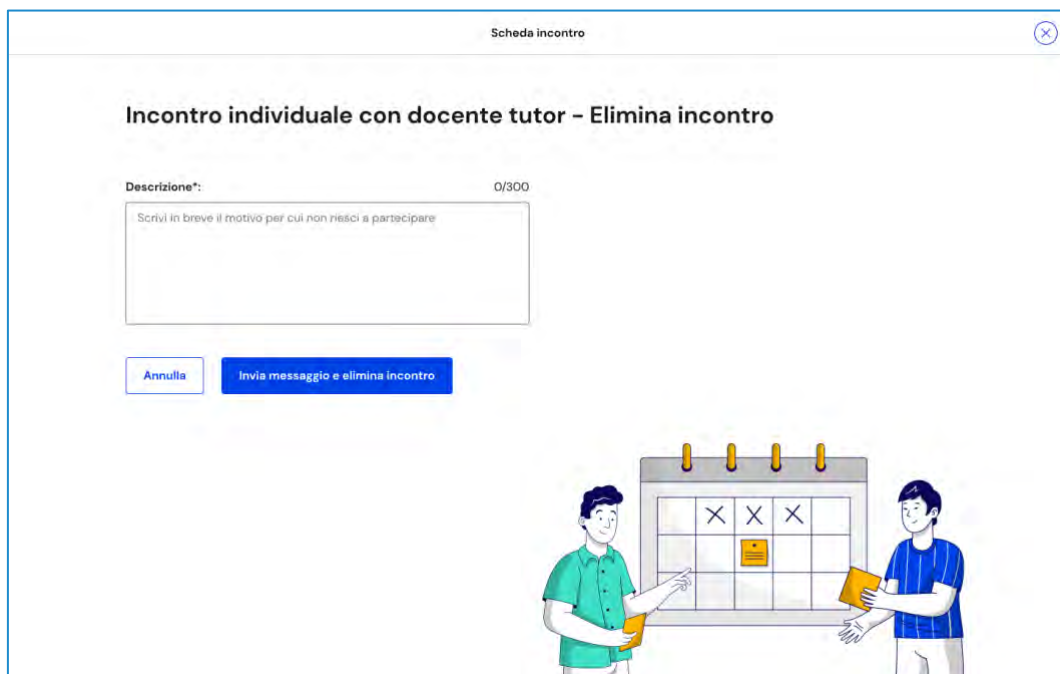 Scheda incontro
Incontro individuale con docente tutor – Elimina incontro
Descrizione*: 0/300
Scrivi in breve il motivo per cui non riesci a partecipare
Annulla Invia messaggio e elimina incontro